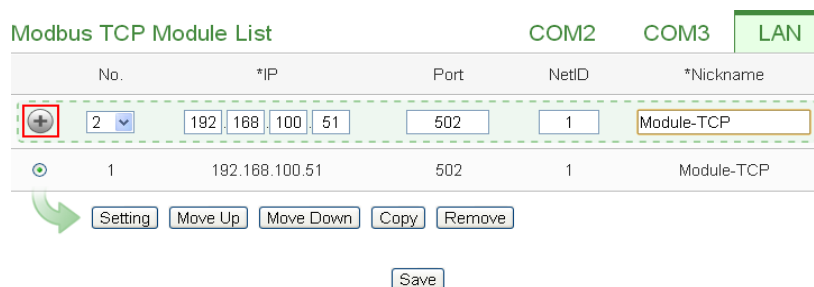 Modbus TCP Module List COM2 COM3 LAN
No. *IP Port NetID *Nickname
2 192 . 168 . 100 . 51 502 1 Module-TCP
1 192.168.100.51 502 1 Module-TCP
Setting Move Up Move Down Copy Remove
Save